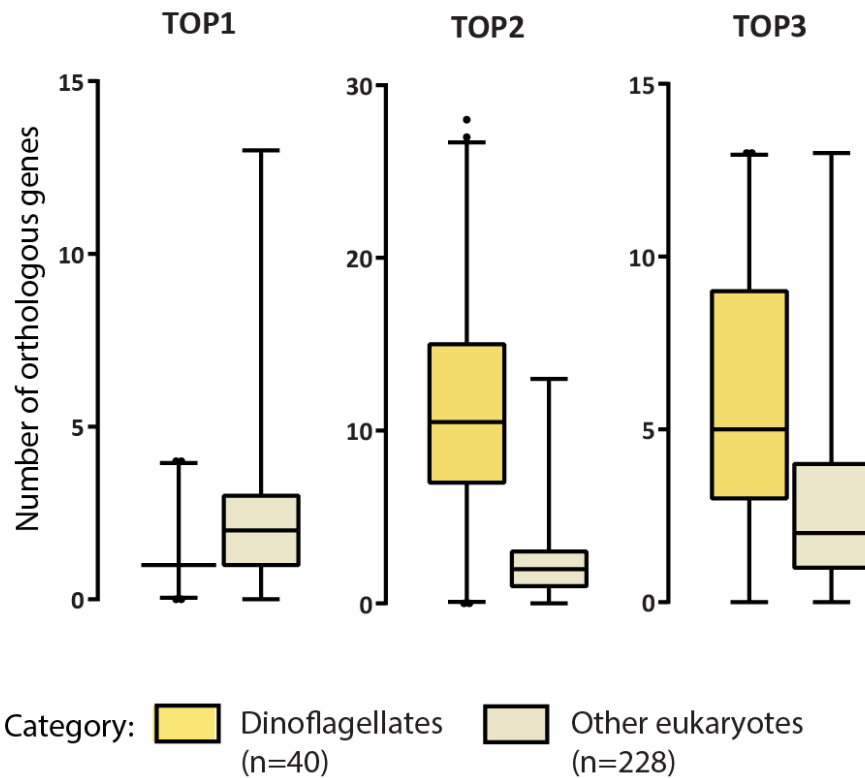 TOP1
TOP2
TOP3
Number of orthologous genes
15
10
5
0
30
20
10
0
15
10
5
0
Category:
Dinoflagellates
(n=40)
Other eukaryotes
(n=228)